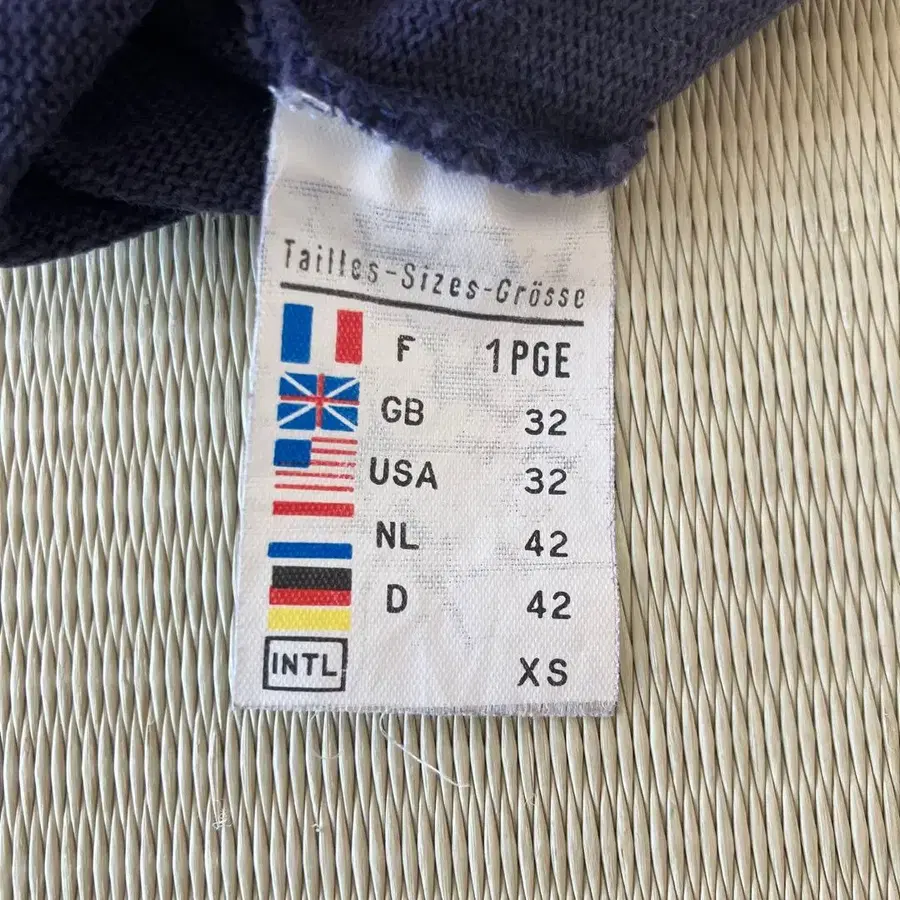 Tailles-Sizes-Grösse
F 1PGE
GB 32
USA 32
NL 42
D 42
INTL XS